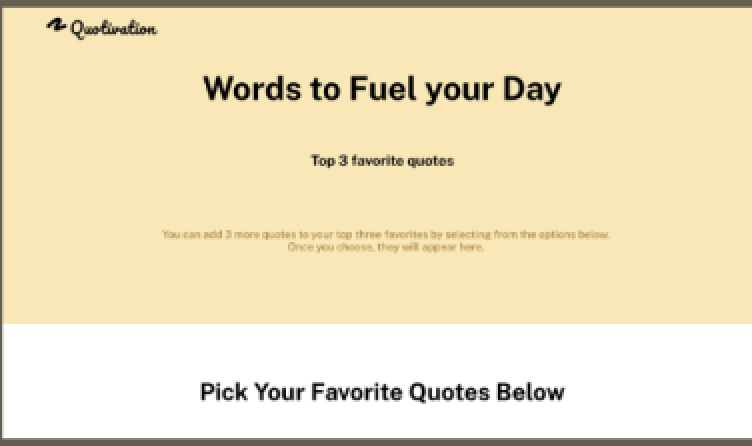 Quotivation
Words to Fuel your Day
Top 3 favorite quotes
You can add 3 more quotes to your top three favorites by selecting from the options below.
Once you choose, they will appear here.
Pick Your Favorite Quotes Below